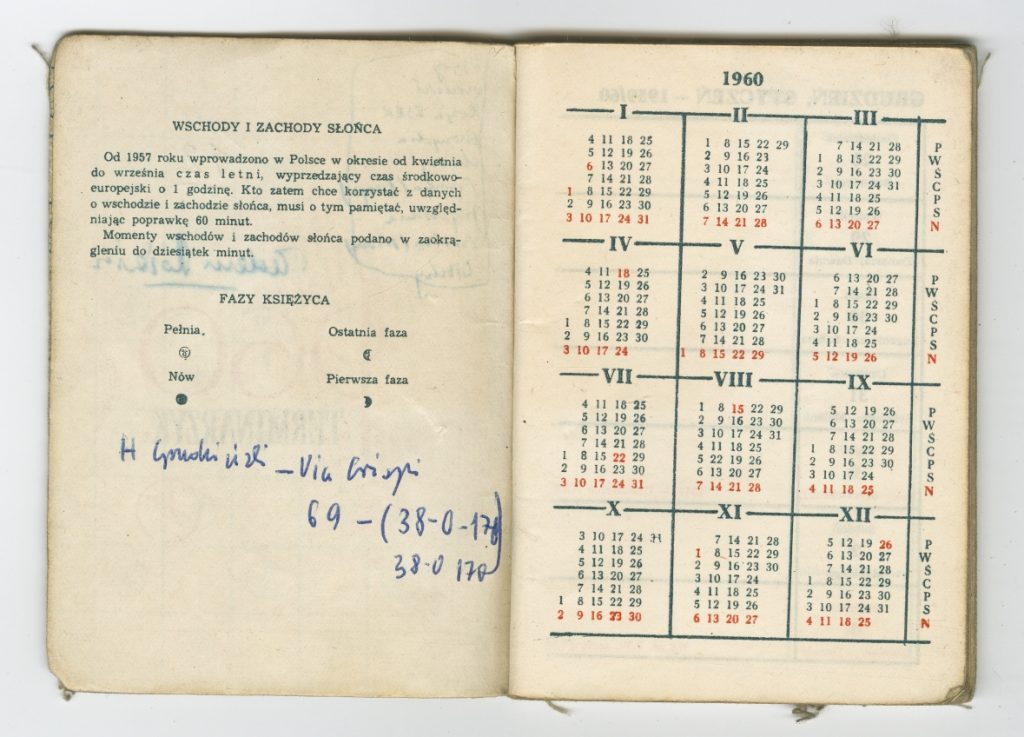 WSCHODY I ZACHODY SŁOŃCA
Od 1957 roku wprowadzono w Polsce w okresie od kwietnia
do września czas letni, wyprzedzający czas środkowo-
europejski o 1 godzinę. Kto zatem chce korzystać z danych
o wschodzie i zachodzie słońca, musi o tym pamiętać, uwzględ-
niając poprawkę 60 minut.
Momenty wschodów i zachodów słońca podano w zaokrą-
gleniu do dziesiątek minut.
FAZY KSIĘŻYCA
Pełnia Ostatnia faza
Nów Pierwsza faza
H – Via Crispi
69 – (38-0-178)
38-0 178
1960
I II III
4 11 18 25 1 8 15 22 29 7 14 21 28 P
5 12 19 26 2 9 16 23 1 8 15 22 29 W
6 13 20 27 3 10 17 24 2 9 16 23 30 Ś
7 14 21 28 4 11 18 25 3 10 17 24 31 C
1 8 15 22 29 5 12 19 26 4 11 18 25 P
2 9 16 23 30 6 13 20 27 5 12 19 26 S
3 10 17 24 31 7 14 21 28 6 13 20 27 N
IV V VI
4 11 18 25 2 9 16 23 30 6 13 20 27 P
5 12 19 26 3 10 17 24 31 7 14 21 28 W
6 13 20 27 4 11 18 25 1 8 15 22 29 Ś
7 14 21 28 5 12 19 26 2 9 16 23 30 C
1 8 15 22 29 6 13 20 27 3 10 17 24 P
2 9 16 23 30 7 14 21 28 4 11 18 25 S
3 10 17 24 1 8 15 22 29 5 12 19 26 N
VII VIII IX
4 11 18 25 1 8 15 22 29 5 12 19 26 P
5 12 19 26 2 9 16 23 30 6 13 20 27 W
6 13 20 27 3 10 17 24 31 7 14 21 28 Ś
7 14 21 28 4 11 18 25 1 8 15 22 29 C
1 8 15 22 29 5 22 19 26 2 9 16 23 30 P
2 9 16 23 30 6 13 20 27 3 10 17 24 S
3 10 17 24 31 7 14 21 28 4 11 18 25 N
X XI XII
3 10 17 24 31 7 14 21 28 5 12 19 26 P
4 11 18 25 1 8 15 22 29 6 13 20 27 W
5 12 19 26 2 9 16 23 30 7 14 21 28 Ś
6 13 20 27 3 10 17 24 1 8 15 22 29 C
7 14 21 28 4 11 18 25 2 9 16 23 30 P
1 8 15 22 29 5 12 19 26 3 10 17 24 31 S
2 9 16 23 30 6 13 20 27 4 11 18 25 N